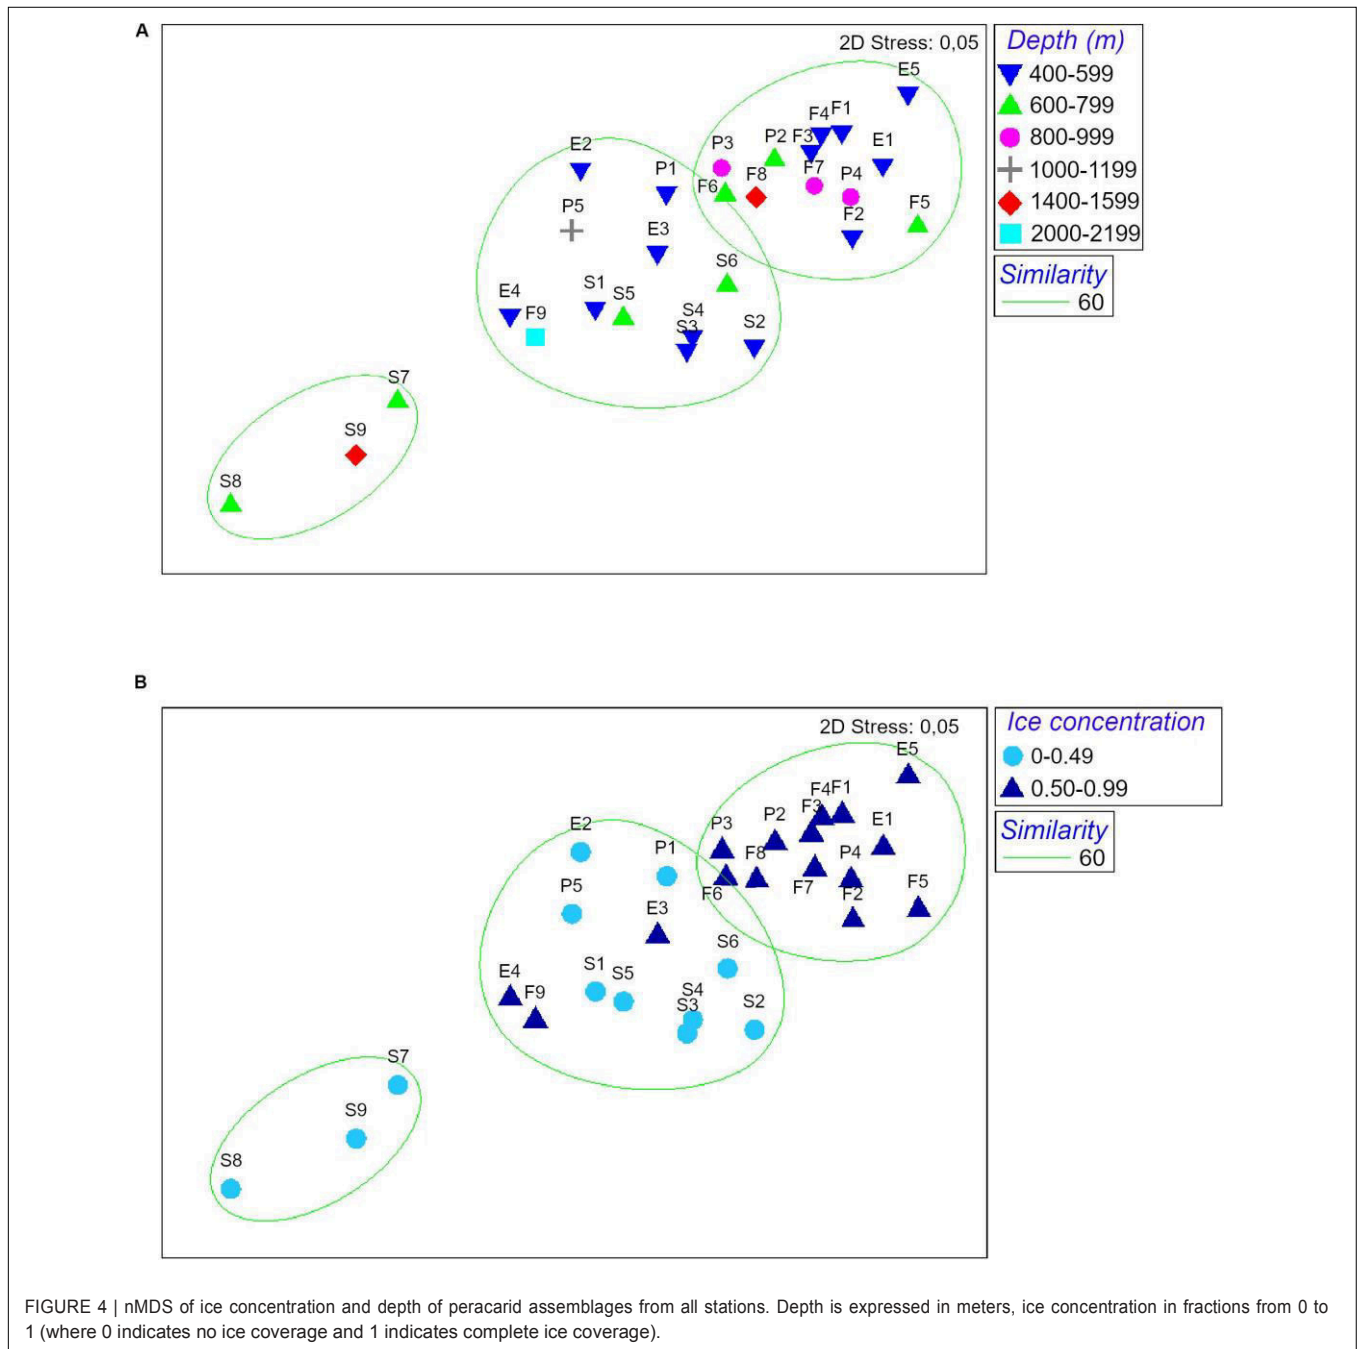 A
2D Stress: 0,05
Depth (m)
400-599
600-799
800-999
1000-1199
1400-1599
2000-2199
Similarity
60
E5
F4 F1
P2 F3
E1
P3
F8 F7 P4
F6
F5
F2
E2
P1
P5
E3
S6
E4 F9
S1 S5
S4
S3
S2
S7
S9
S8
B
2D Stress: 0,05
Ice concentration
0-0.49
0.50-0.99
Similarity
60
E5
F4 F1
P2 F3
E1
P3
F8
F6
F7
P4
F5
F2
E2
P1
P5
E3
S6
E4 F9
S1 S5
S4
S3
S2
S7
S9
S8
FIGURE 4 | nMDS of ice concentration and depth of peracarid assemblages from all stations. Depth is expressed in meters, ice concentration in fractions from 0 to
1 (where 0 indicates no ice coverage and 1 indicates complete ice coverage).